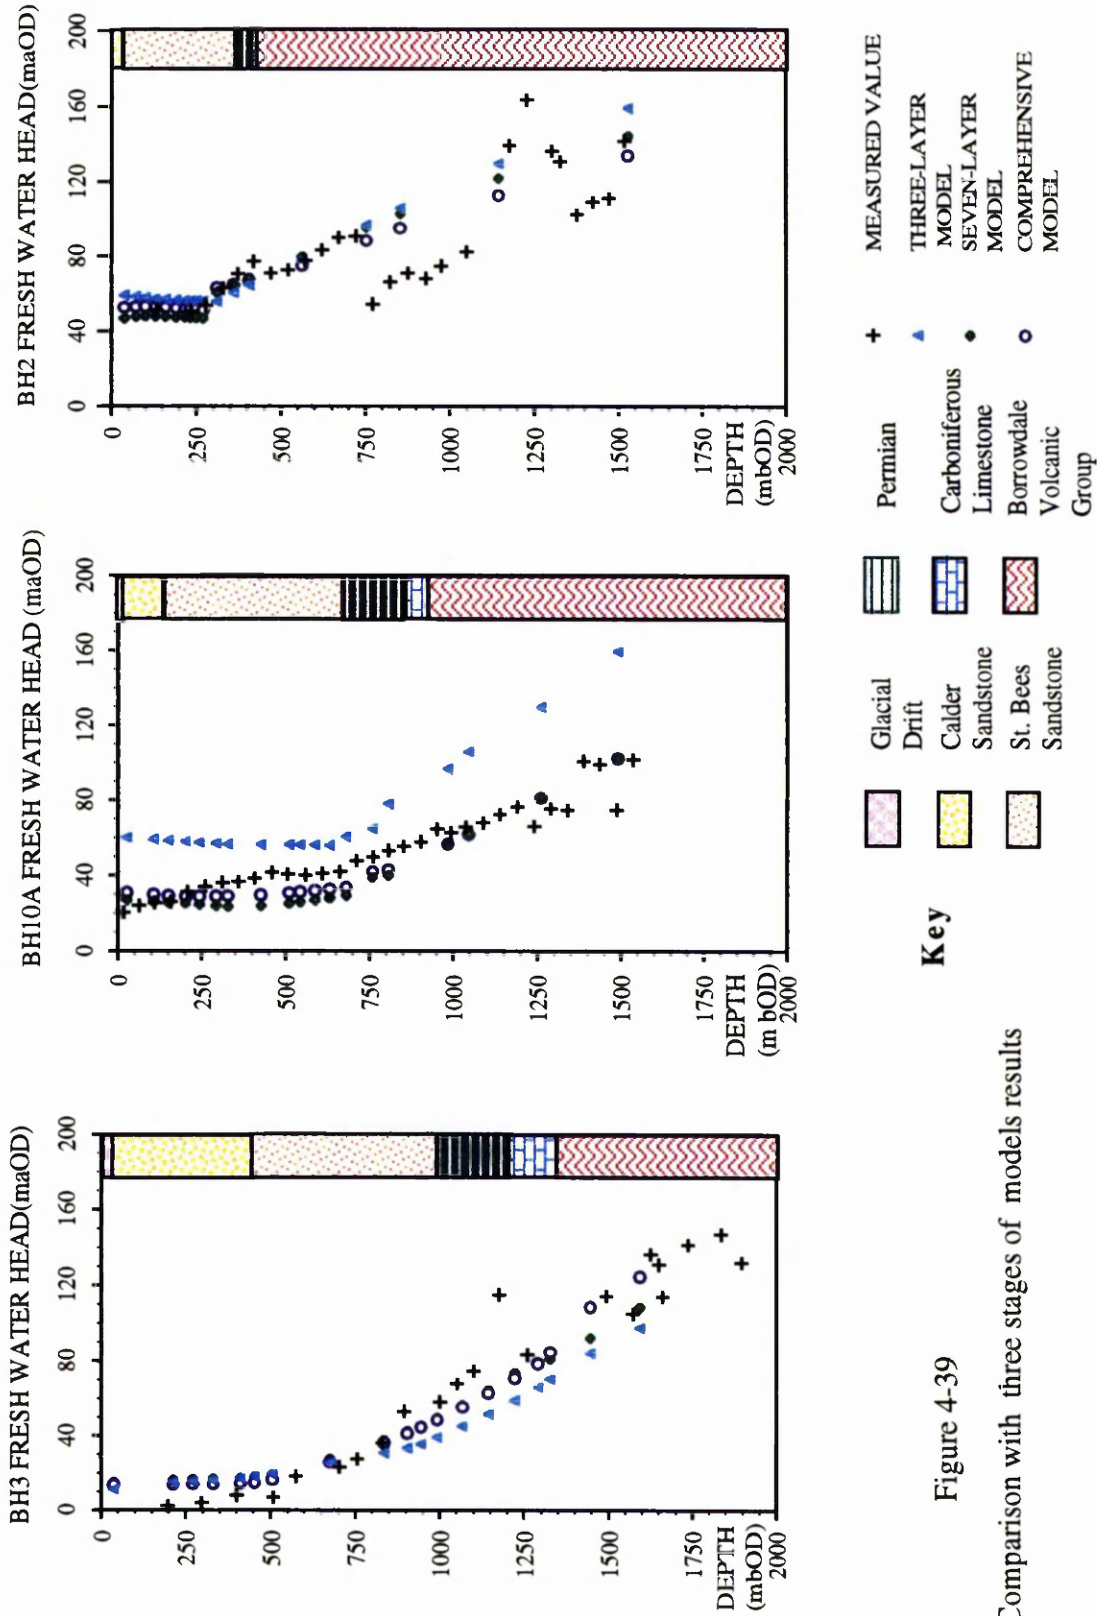 BH2 FRESH WATER HEAD(maOD)
0 40 80 120 160 200
0
250
500
750
1000
1250
1500
1750
2000
DEPTH
(mbOD)
BH10A FRESH WATER HEAD (maOD)
0 40 80 120 160 200
0
250
500
750
1000
1250
1500
1750
2000
DEPTH
(m bOD)
BH3 FRESH WATER HEAD(maOD)
0 40 80 120 160 200
0
250
500
750
1000
1250
1500
1750
2000
DEPTH
(mbOD)
Key
Glacial
Drift
Calder
Sandstone
St. Bees
Sandstone
Permian
Carboniferous
Limestone
Borrowdale
Volcanic
Group
MEASURED VALUE
THREE-LAYER
MODEL
SEVEN-LAYER
MODEL
COMPREHENSIVE
MODEL
Figure 4-39
Comparison with three stages of models results